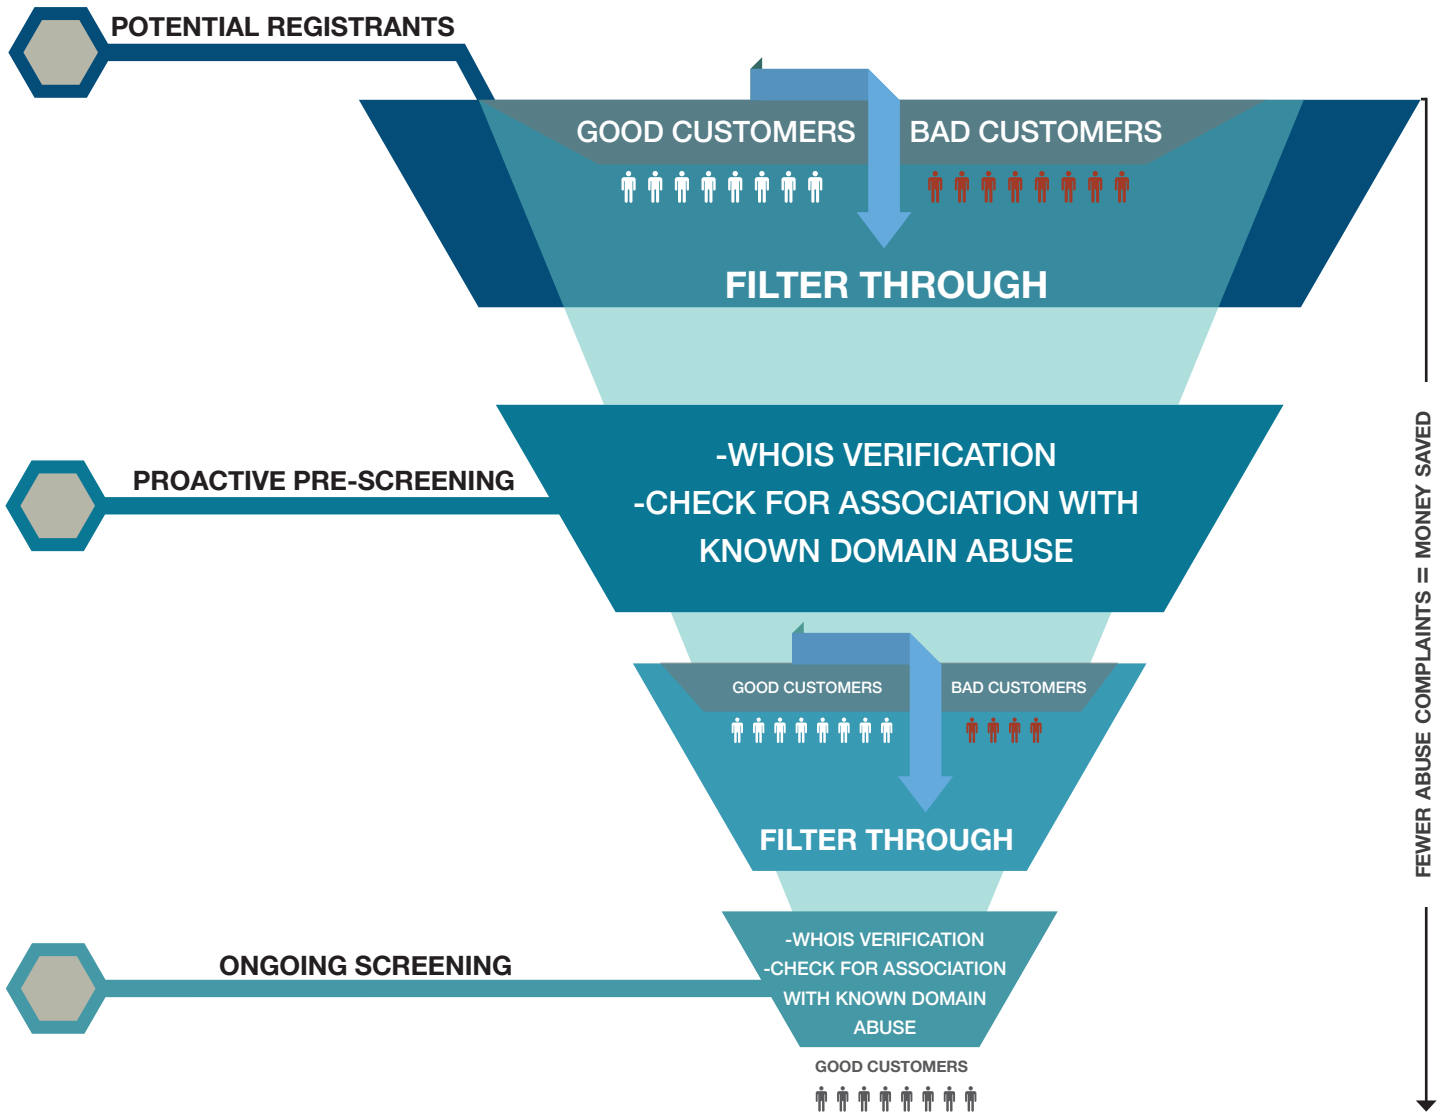 POTENTIAL REGISTRANTS
GOOD CUSTOMERS
BAD CUSTOMERS
FILTER THROUGH
PROACTIVE PRE-SCREENING
-WHOIS VERIFICATION
-CHECK FOR ASSOCIATION WITH
KNOWN DOMAIN ABUSE
GOOD CUSTOMERS
BAD CUSTOMERS
FILTER THROUGH
ONGOING SCREENING
-WHOIS VERIFICATION
-CHECK FOR ASSOCIATION
WITH KNOWN DOMAIN
ABUSE
GOOD CUSTOMERS
FEWER ABUSE COMPLAINTS = MONEY SAVED